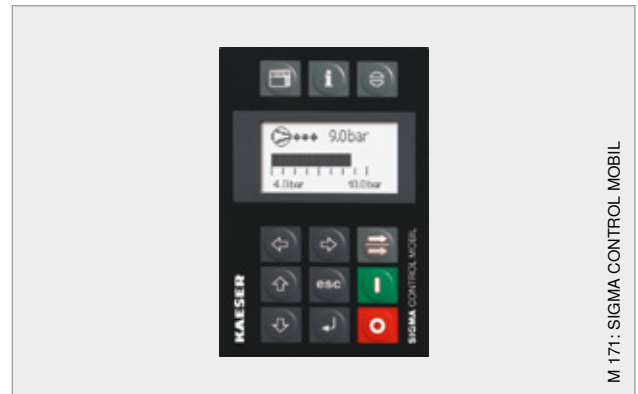 9.0bar
4.0bar 10.0bar
esc
KAESER
SIGMA CONTROL MOBIL
M 171: SIGMA CONTROL MOBIL